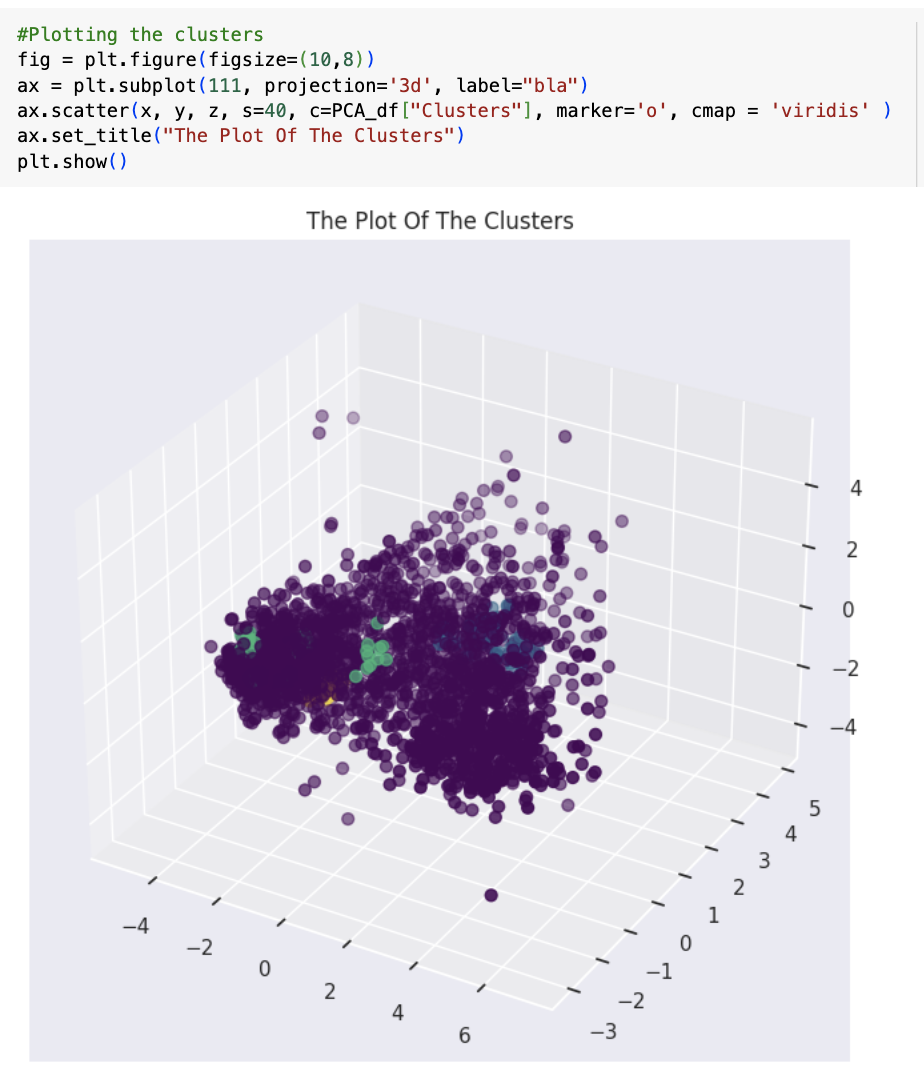 #Plotting the clusters
fig = plt.figure(figsize=(10,8))
ax = plt.subplot(111, projection='3d', label="bla")
ax.scatter(x, y, z, s=40, c=PCA_df["Clusters"], marker='o', cmap = 'viridis' )
ax.set_title("The Plot Of The Clusters")
plt.show()
The Plot Of The Clusters
4
2
0
−2
−4
5
4
3
2
1
0
−1
−2
−3
−4
−2
0
2
4
6